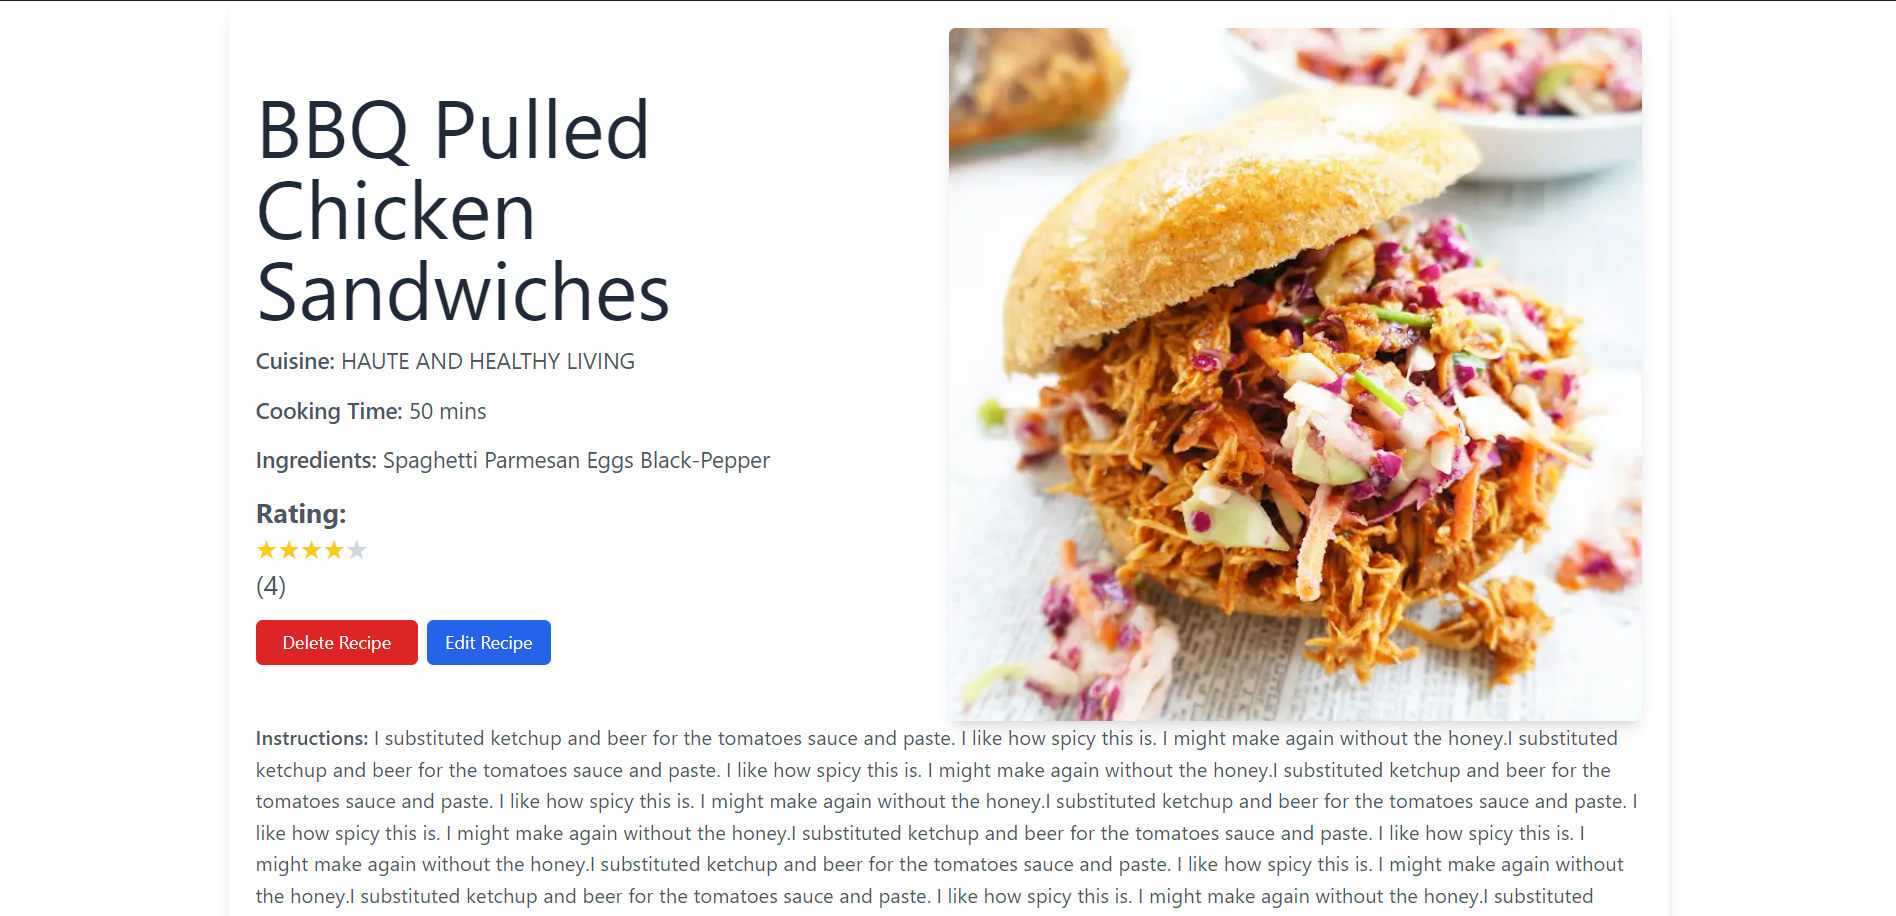 BBQ Pulled
Chicken
Sandwiches
Cuisine: HAUTE AND HEALTHY LIVING
Cooking Time: 50 mins
Ingredients: Spaghetti Parmesan Eggs Black-Pepper
Rating:
★★★★★
(4)
Delete Recipe Edit Recipe
Instructions: I substituted ketchup and beer for the tomatoes sauce and paste. I like how spicy this is. I might make again without the honey.I substituted
ketchup and beer for the tomatoes sauce and paste. I like how spicy this is. I might make again without the honey.I substituted ketchup and beer for the
tomatoes sauce and paste. I like how spicy this is. I might make again without the honey.I substituted ketchup and beer for the tomatoes sauce and paste. I
like how spicy this is. I might make again without the honey.I substituted ketchup and beer for the tomatoes sauce and paste. I like how spicy this is. I
might make again without the honey.I substituted ketchup and beer for the tomatoes sauce and paste. I like how spicy this is. I might make again without
the honey.I substituted ketchup and beer for the tomatoes sauce and paste. I like how spicy this is. I might make again without the honey.I substituted